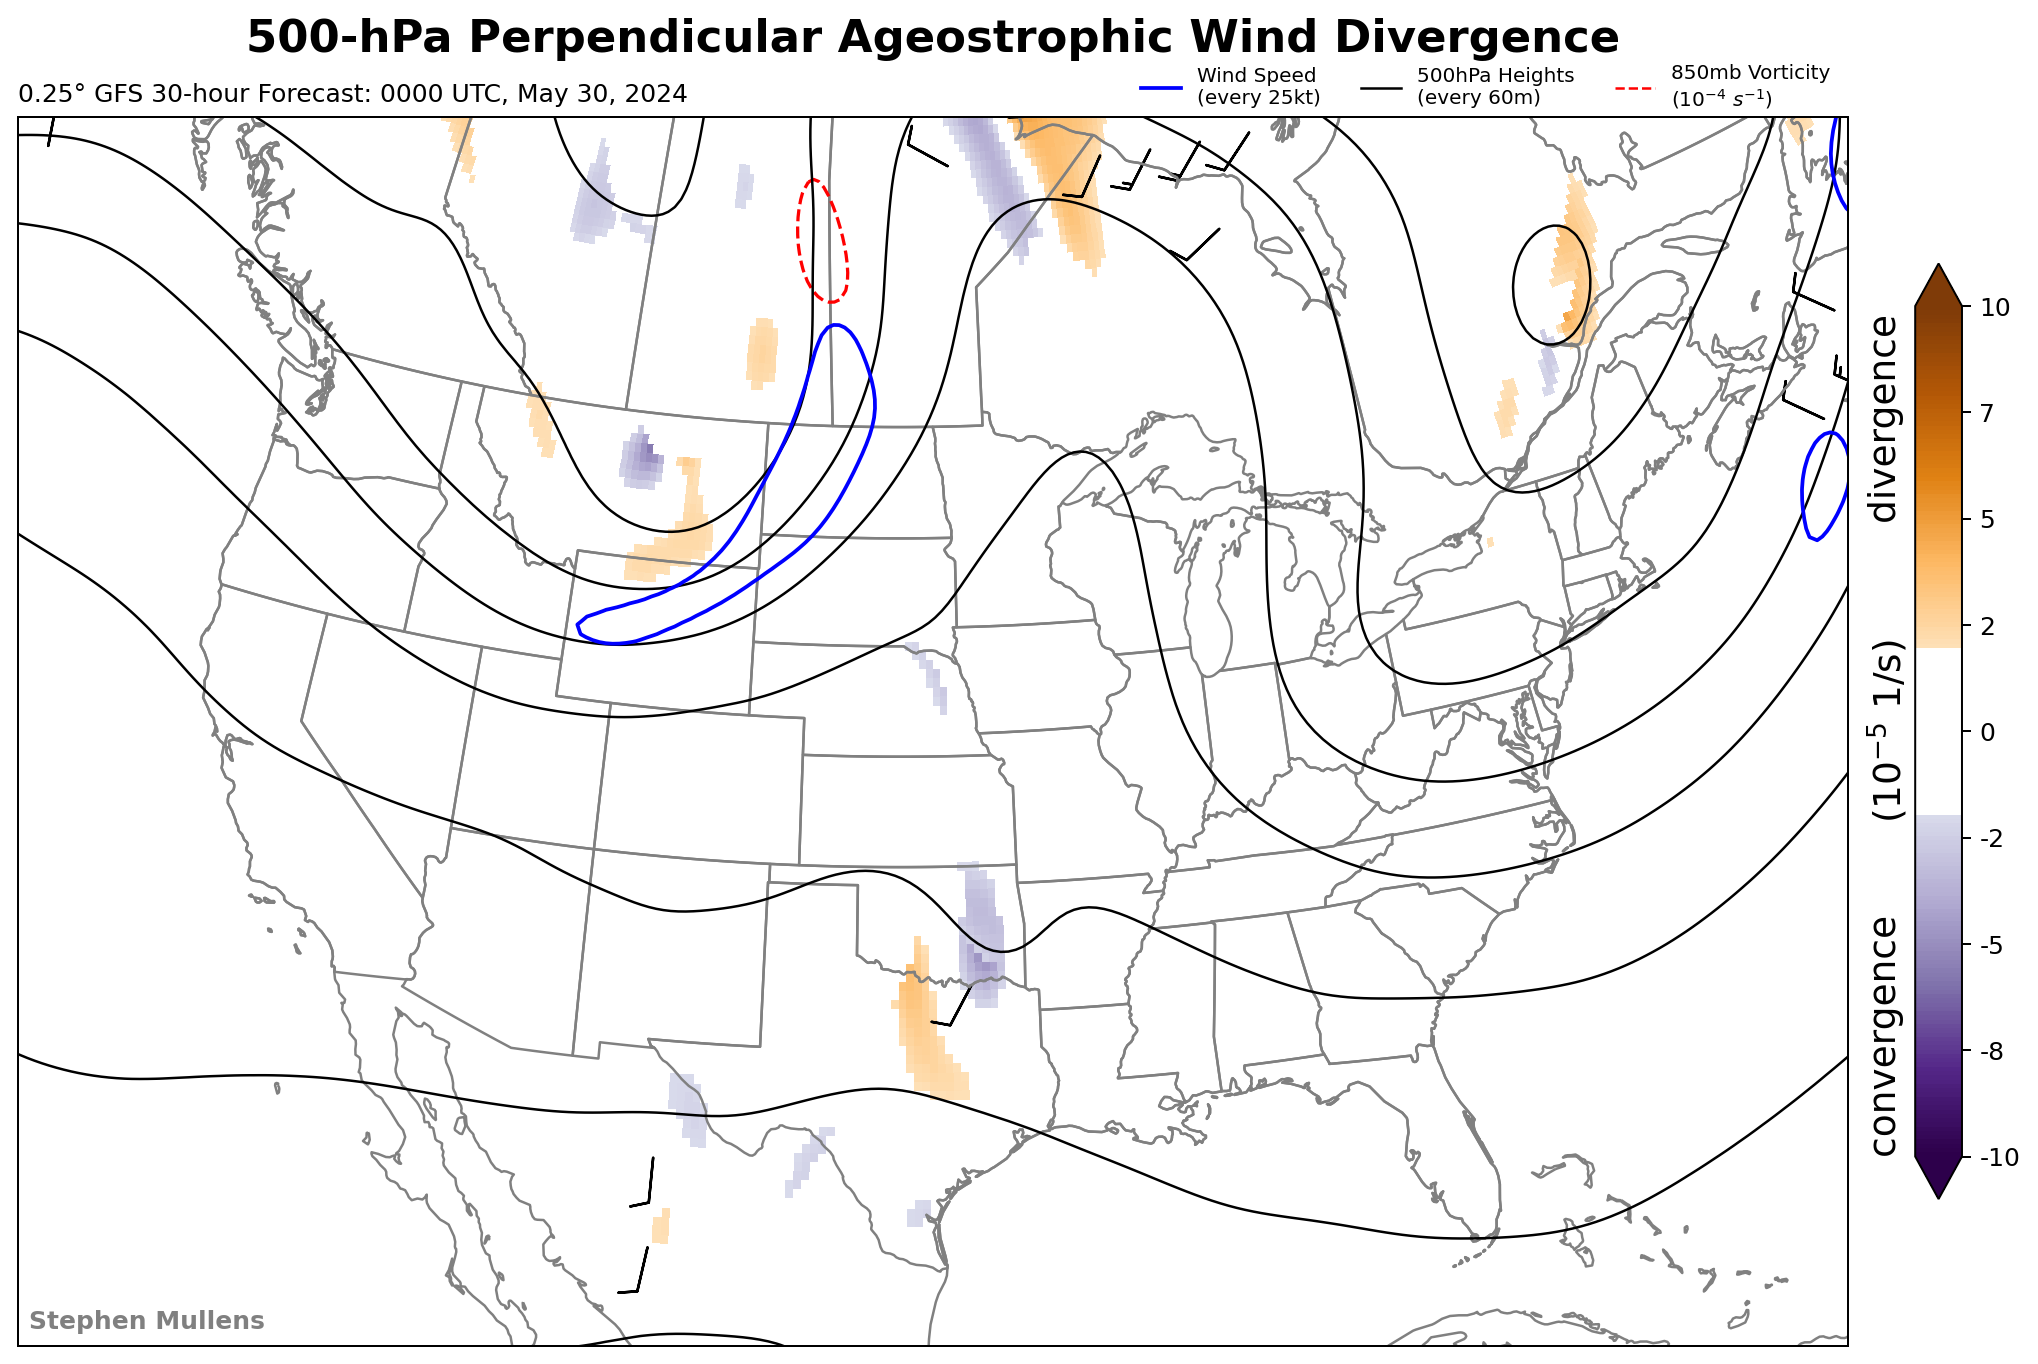 500-hPa Perpendicular Ageostrophic Wind Divergence
0.25° GFS 30-hour Forecast: 0000 UTC, May 30, 2024
Wind Speed
(every 25kt)
500hPa Heights
(every 60m)
850mb Vorticity
(10⁻⁴ s⁻¹)
10
7
5
2
0
-2
-5
-8
-10
convergence (10⁻⁵ 1/s) divergence
Stephen Mullens